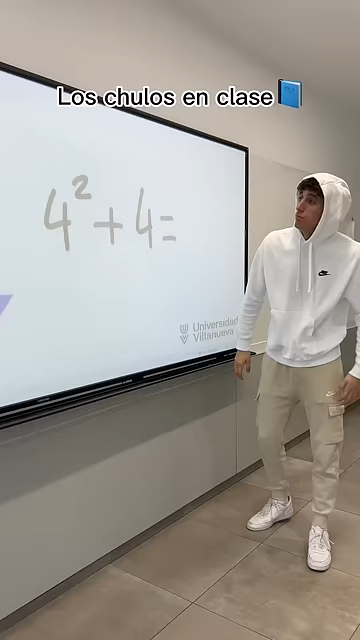 Los chulos en clase
4² + 4 =
Universidad
Villanueva